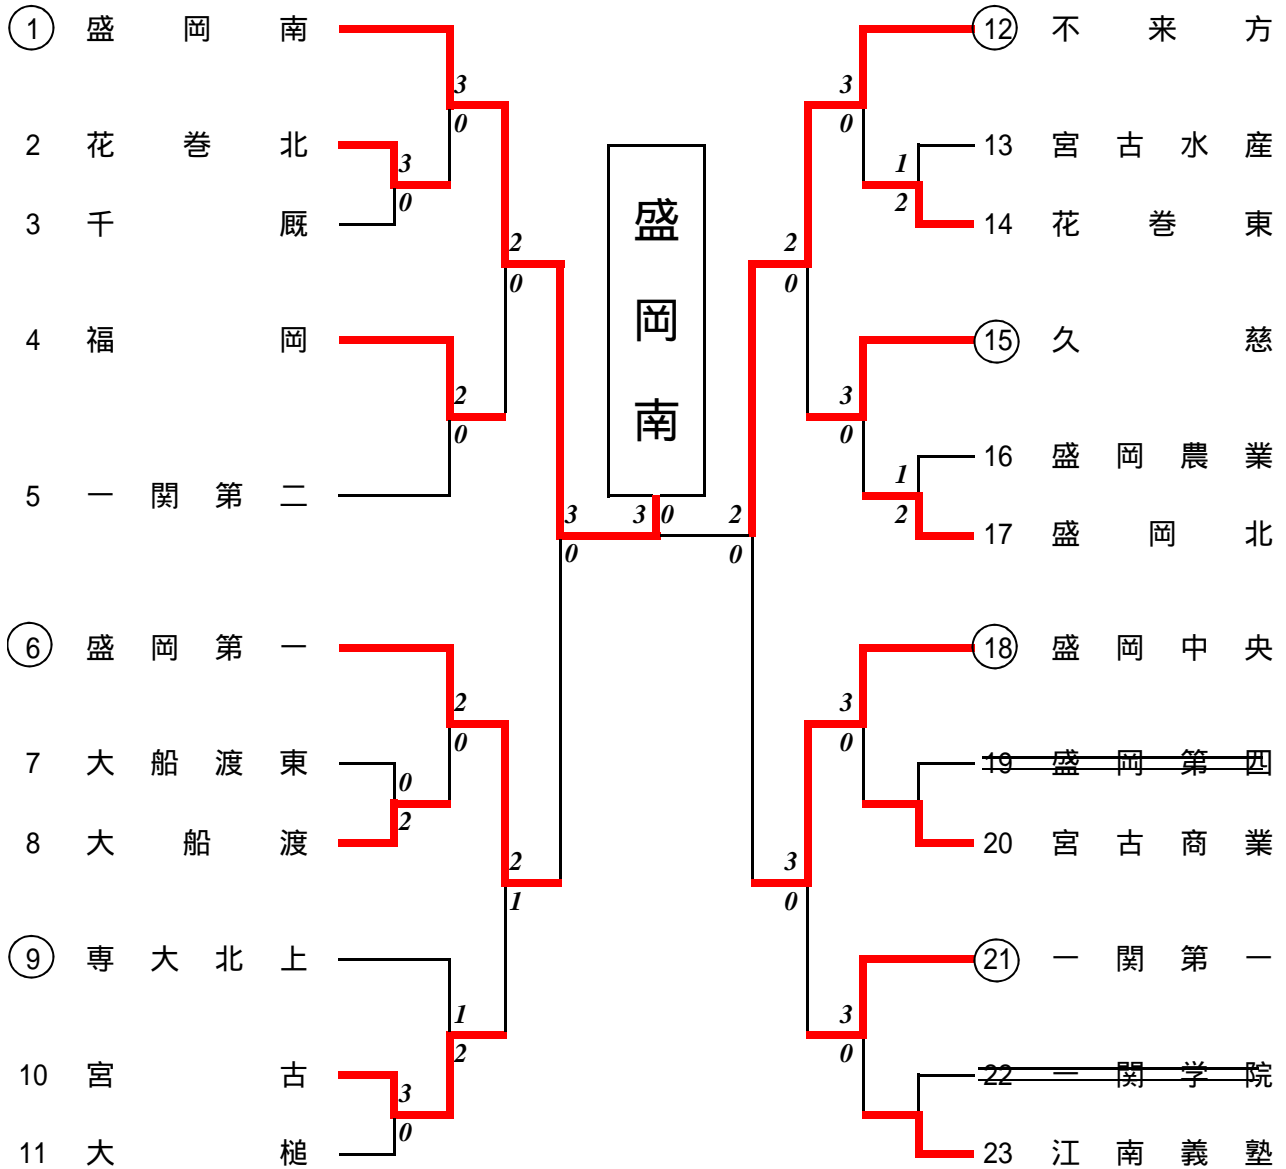 1 盛岡南
3
0
2 花巻北
3
0
3 千厩
2
0
4 福岡
2
0
5 一関第二
3
0
6 盛岡第一
2
0
7 大船渡東
0
2
8 大船渡
2
1
9 専大北上
1
2
10 宮古
3
0
11 大槌
盛岡南
3 0
12 不来方
3
0
13 宮古水産
1
2
14 花巻東
2
0
15 久慈
3
0
16 盛岡農業
1
2
17 盛岡北
2
0
18 盛岡中央
3
0
19 盛岡第四
20 宮古商業
3
0
21 一関第一
3
0
22 一関学院
23 江南義塾